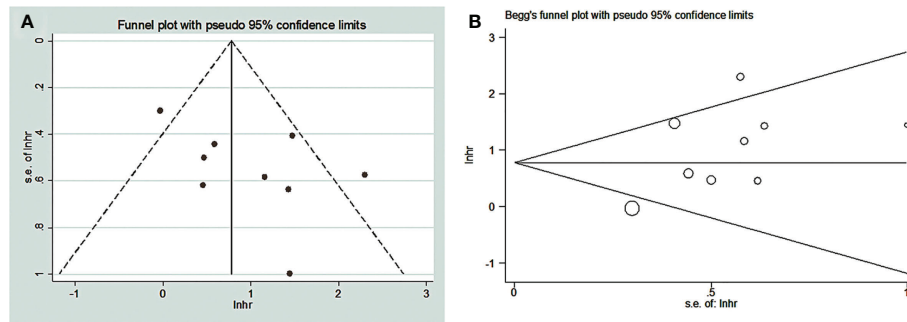 A
Funnel plot with pseudo 95% confidence limits
0
.2
.4
.6
.8
1
s.e. of lnhr
-1
0
1
2
3
lnhr
B
Begg's funnel plot with pseudo 95% confidence limits
3
2
1
0
-1
lnhr
0
.5
1
s.e. of: lnhr